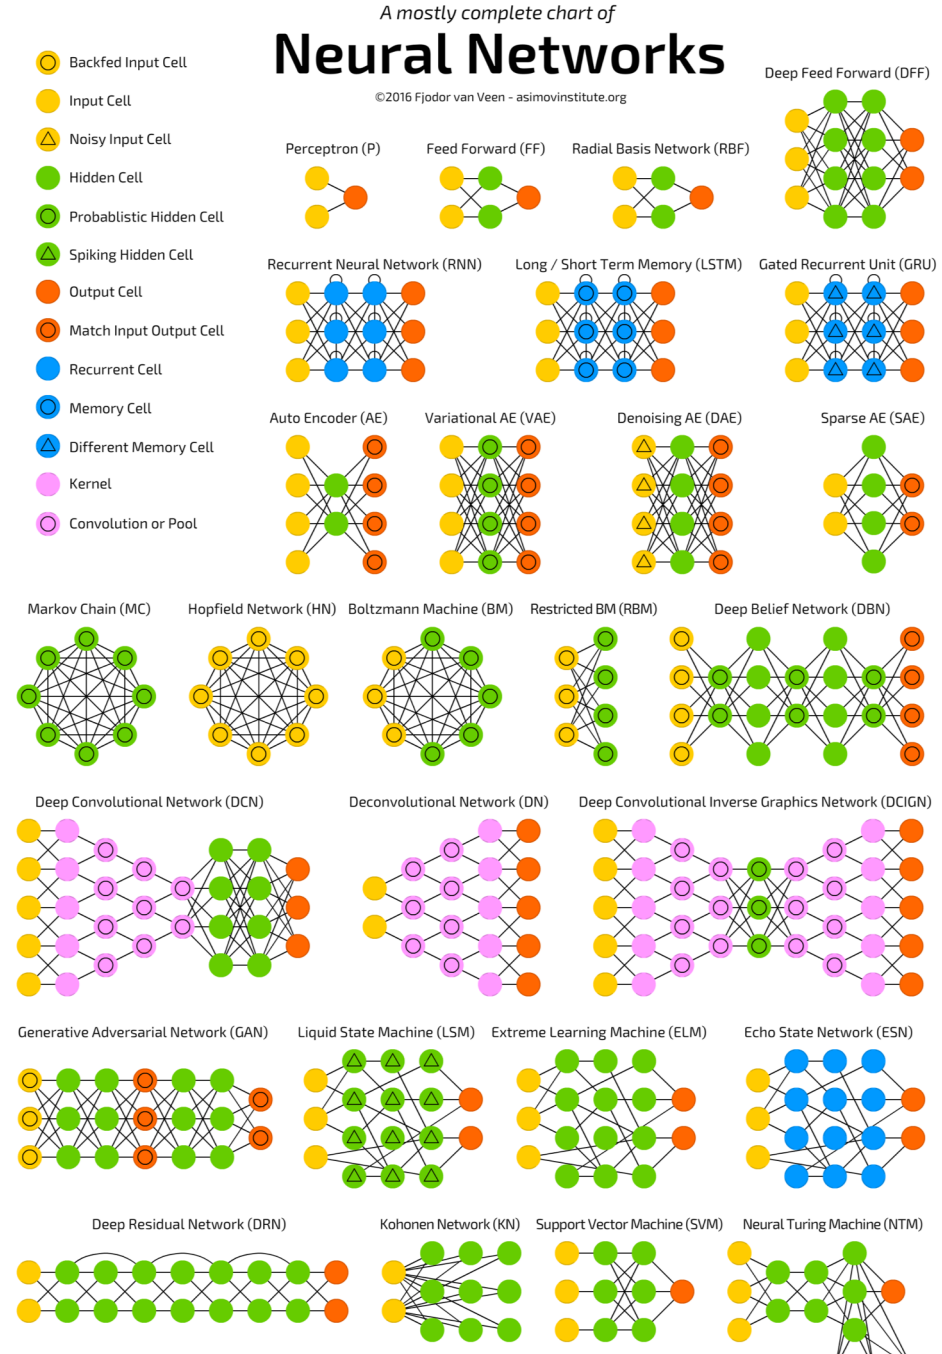 A mostly complete chart of
Neural Networks
©2016 Fjodor van Veen - asimovinstitute.org
Backfed Input Cell
Input Cell
Noisy Input Cell
Hidden Cell
Probablistic Hidden Cell
Spiking Hidden Cell
Output Cell
Match Input Output Cell
Recurrent Cell
Memory Cell
Different Memory Cell
Kernel
Convolution or Pool
Deep Feed Forward (DFF)
Perceptron (P)
Feed Forward (FF)
Radial Basis Network (RBF)
Recurrent Neural Network (RNN)
Long / Short Term Memory (LSTM)
Gated Recurrent Unit (GRU)
Auto Encoder (AE)
Variational AE (VAE)
Denoising AE (DAE)
Sparse AE (SAE)
Markov Chain (MC)
Hopfield Network (HN)
Boltzmann Machine (BM)
Restricted BM (RBM)
Deep Belief Network (DBN)
Deep Convolutional Network (DCN)
Deconvolutional Network (DN)
Deep Convolutional Inverse Graphics Network (DCIGN)
Generative Adversarial Network (GAN)
Liquid State Machine (LSM)
Extreme Learning Machine (ELM)
Echo State Network (ESN)
Deep Residual Network (DRN)
Kohonen Network (KN)
Support Vector Machine (SVM)
Neural Turing Machine (NTM)